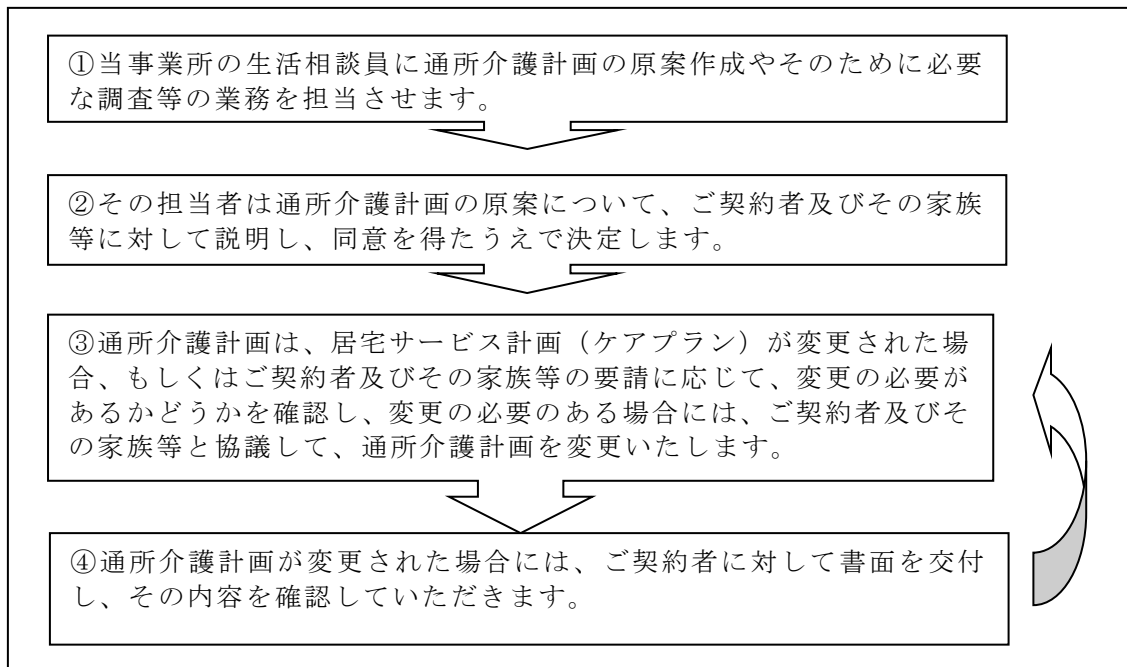 ①当事業所の生活相談員に通所介護計画の原案作成やそのために必要
な調査等の業務を担当させます。
②その担当者は通所介護計画の原案について、ご契約者及びその家族
等に対して説明し、同意を得たうえで決定します。
③通所介護計画は、居宅サービス計画（ケアプラン）が変更された場
合、もしくはご契約者及びその家族等の要請に応じて、変更の必要が
あるかどうかを確認し、変更の必要のある場合には、ご契約者及びそ
の家族等と協議して、通所介護計画を変更いたします。
④通所介護計画が変更された場合には、ご契約者に対して書面を交付
し、その内容を確認していただきます。